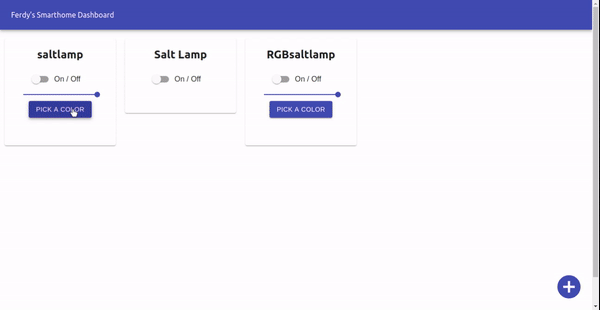 Ferdy's Smarthome Dashboard
saltlamp
On / Off
PICK A COLOR
Salt Lamp
On / Off
RGBsaltlamp
On / Off
PICK A COLOR